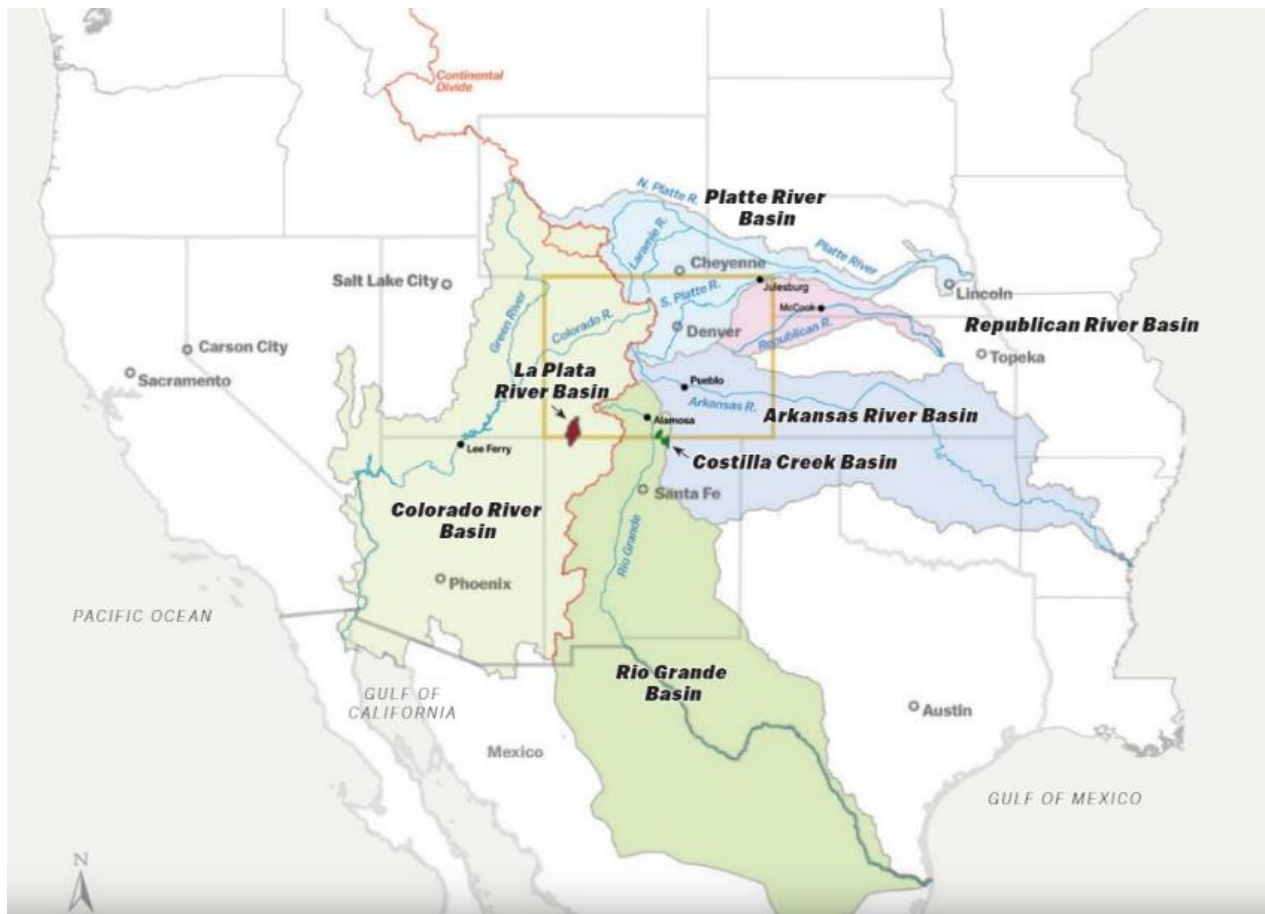 Continental
Divide
N. Platte R.
Platte River
Basin
Laramie R.
Platte River
Cheyenne
Salt Lake City
Green River
S. Platte R.
Julesburg
Lincoln
McCook
Colorado R.
Denver
Republican R.
Republican River Basin
Carson City
Topeka
Sacramento
La Plata
River Basin
Pueblo
Arkansas R.
Arkansas River Basin
Alamosa
Lee Ferry
Costilla Creek Basin
Santa Fe
Colorado River
Basin
Rio Grande
Phoenix
PACIFIC OCEAN
Rio Grande
Basin
GULF OF
CALIFORNIA
Austin
Mexico
GULF OF MEXICO
N